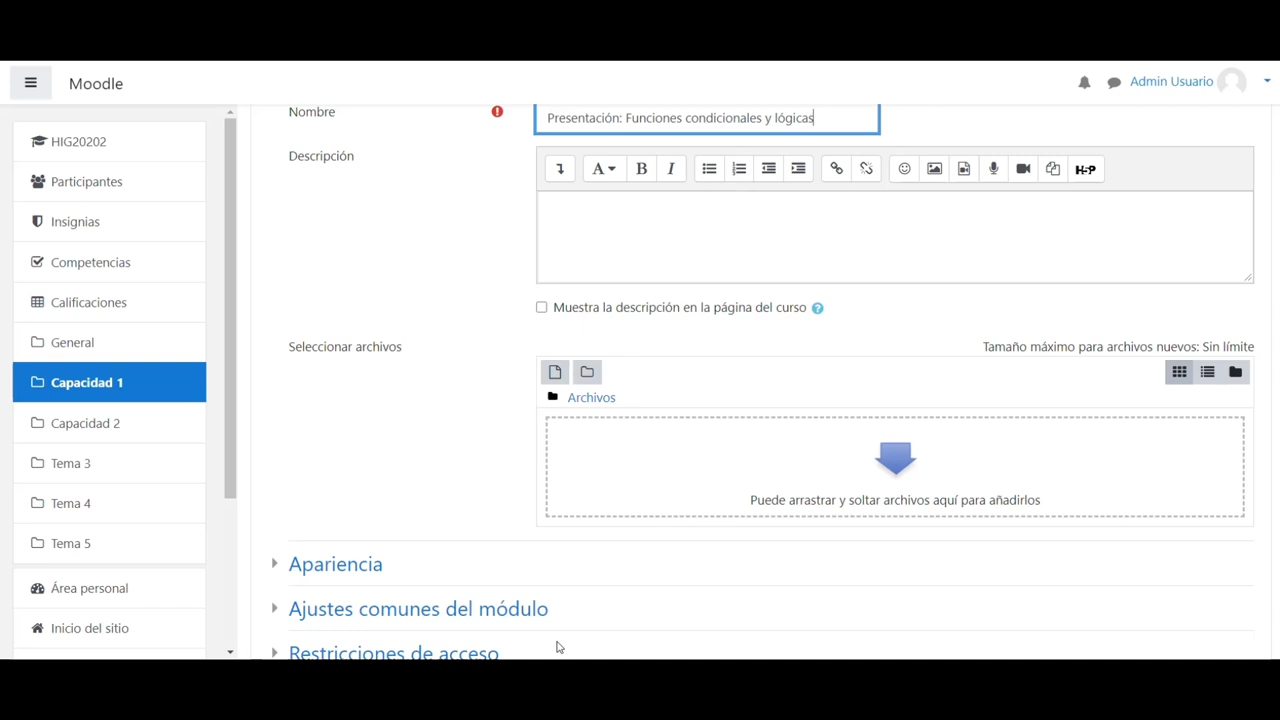 Moodle
Admin Usuario
HIG20202
Participantes
Insignias
Competencias
Calificaciones
General
Capacidad 1
Capacidad 2
Tema 3
Tema 4
Tema 5
Área personal
Inicio del sitio
Nombre
Presentación: Funciones condicionales y lógicas
Descripción
A B I
H-P
Muestra la descripción en la página del curso
Seleccionar archivos
Tamaño máximo para archivos nuevos: Sin límite
Archivos
Puede arrastrar y soltar archivos aquí para añadirlos
Apariencia
Ajustes comunes del módulo
Restricciones de acceso